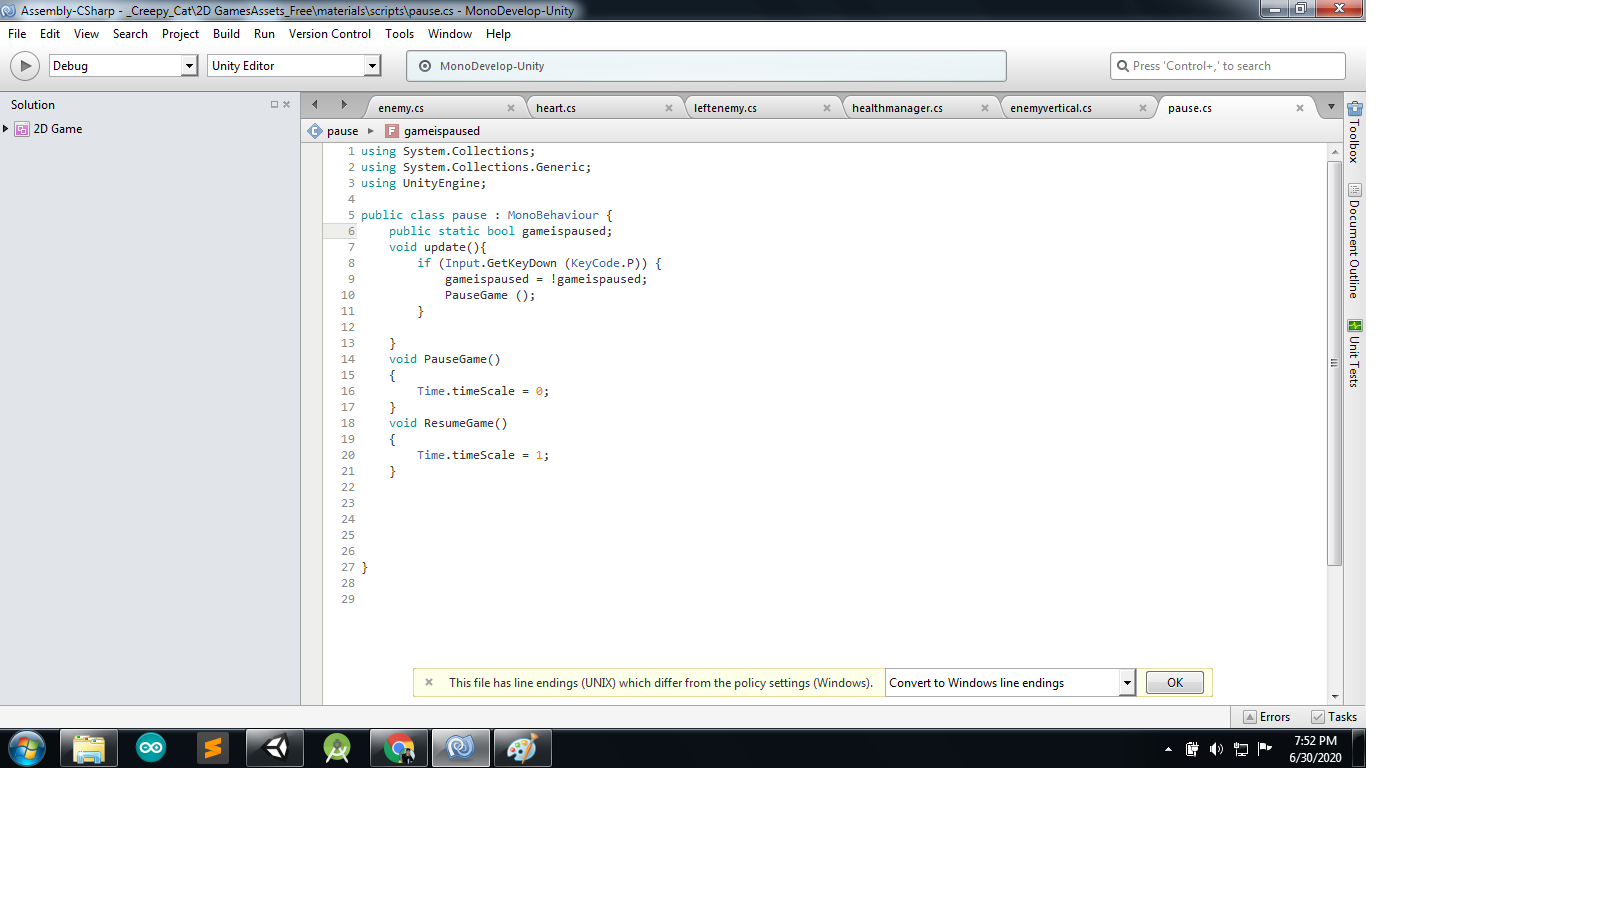 Assembly-CSharp - _Creepy_Cat\2D GamesAssets_Free\materials\scripts\pause.cs - MonoDevelop-Unity
File Edit View Search Project Build Run Version Control Tools Window Help
Debug Unity Editor MonoDevelop-Unity Press 'Control+,' to search
Solution
2D Game
enemy.cs heart.cs leftenemy.cs healthmanager.cs enemyvertical.cs pause.cs
C pause F gameispaused
1 using System.Collections;
2 using System.Collections.Generic;
3 using UnityEngine;
4
5 public class pause : MonoBehaviour {
6     public static bool gameispaused;
7     void update(){
8         if (Input.GetKeyDown (KeyCode.P)) {
9             gameispaused = !gameispaused;
10             PauseGame ();
11         }
12
13     }
14     void PauseGame()
15     {
16         Time.timeScale = 0;
17     }
18     void ResumeGame()
19     {
20         Time.timeScale = 1;
21     }
22
23
24
25
26
27 }
28
29
Toolbox
Document Outline
Unit Tests
This file has line endings (UNIX) which differ from the policy settings (Windows). Convert to Windows line endings OK
Errors Tasks
7:52 PM
6/30/2020